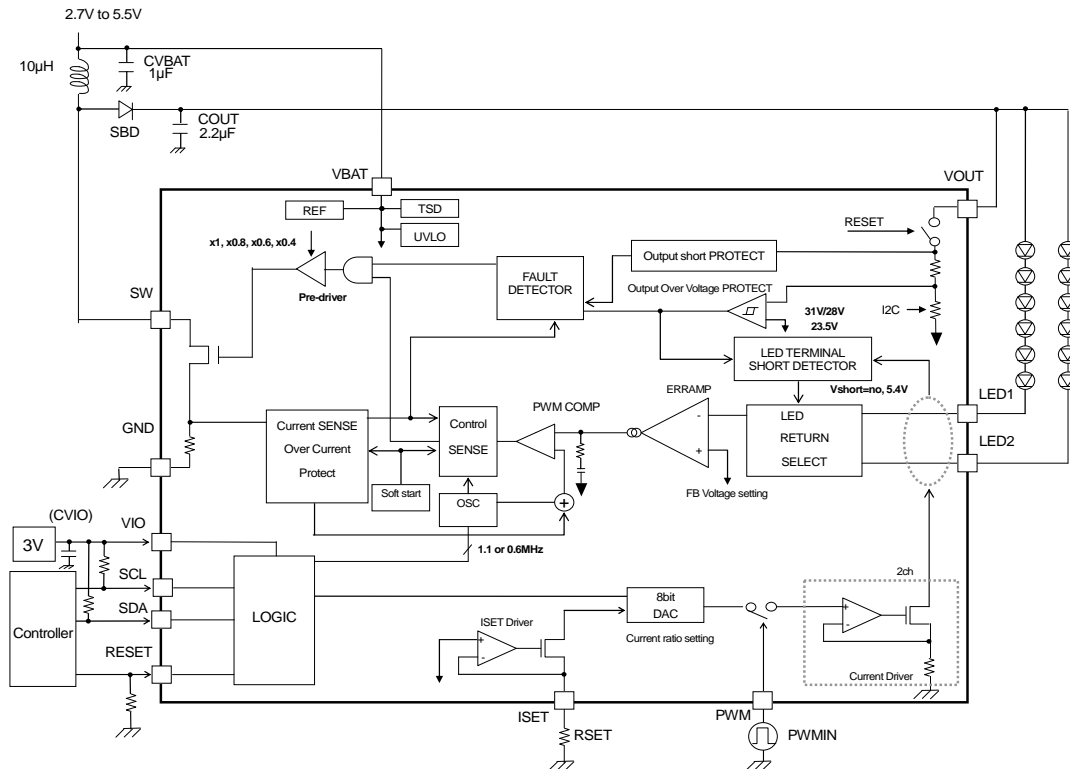 2.7V to 5.5V
10µH
CVBAT
1µF
SBD
COUT
2.2µF
VBAT
VOUT
REF
TSD
UVLO
RESET
x1, x0.8, x0.6, x0.4
Pre-driver
FAULT
DETECTOR
Output short PROTECT
Output Over Voltage PROTECT
31V/28V
23.5V
I2C
SW
LED TERMINAL
SHORT DETECTOR
Vshort=no, 5.4V
LED1
LED2
GND
Current SENSE
Over Current
Protect
Control
SENSE
PWM COMP
ERRAMP
-
+
LED
RETURN
SELECT
Soft start
OSC
+
FB Voltage setting
1.1 or 0.6MHz
(CVIO)
VIO
3V
SCL
SDA
Controller
RESET
LOGIC
ISET Driver
+
-
8bit
DAC
Current ratio setting
2ch
+
-
Current Driver
ISET
RSET
PWM
PWMIN